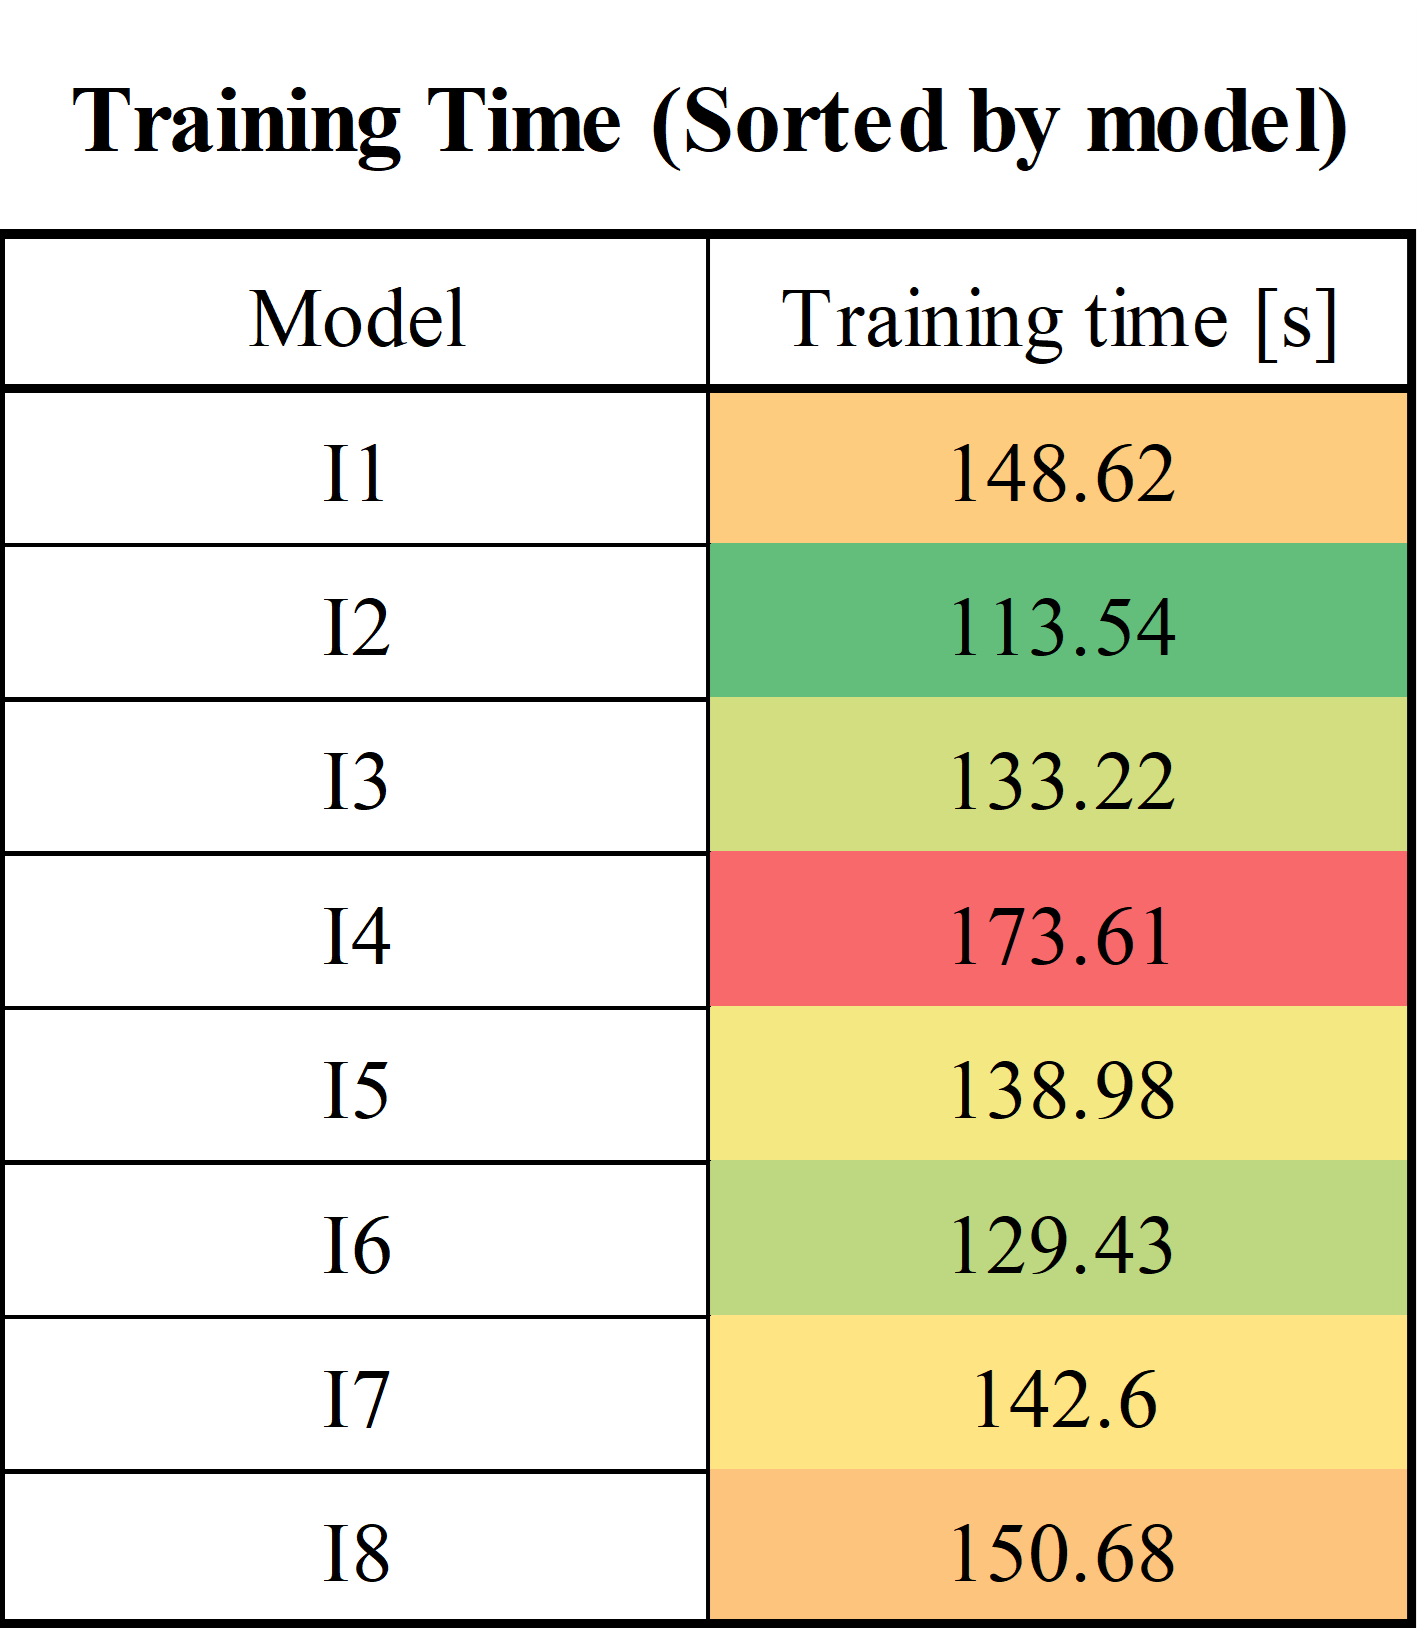 Training Time (Sorted by model)
Model Training time [s]
I1 148.62
I2 113.54
I3 133.22
I4 173.61
I5 138.98
I6 129.43
I7 142.6
I8 150.68